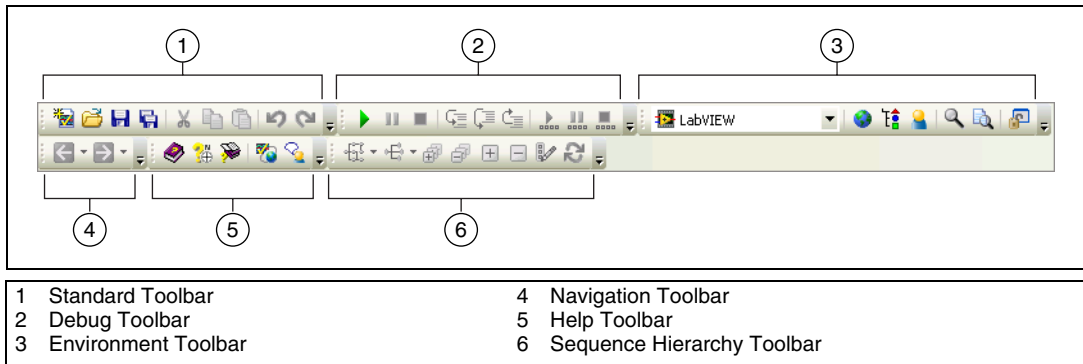 1 2 3
LabVIEW
4 5 6
1 Standard Toolbar
2 Debug Toolbar
3 Environment Toolbar
4 Navigation Toolbar
5 Help Toolbar
6 Sequence Hierarchy Toolbar